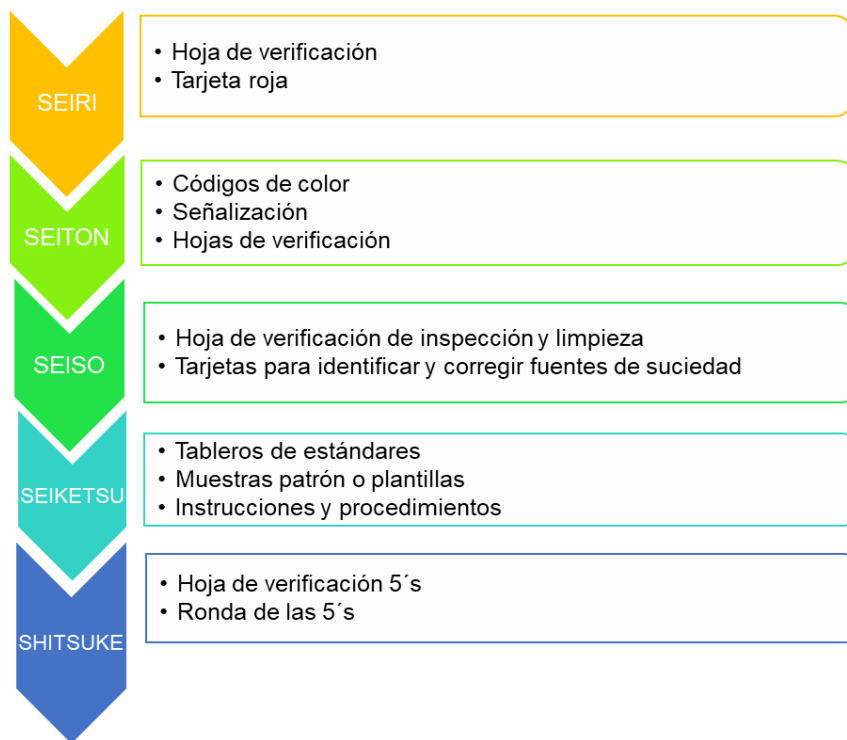 SEIRI
• Hoja de verificación
• Tarjeta roja
SEITON
• Códigos de color
• Señalización
• Hojas de verificación
SEISO
• Hoja de verificación de inspección y limpieza
• Tarjetas para identificar y corregir fuentes de suciedad
SEIKETSU
• Tableros de estándares
• Muestras patrón o plantillas
• Instrucciones y procedimientos
SHITSUKE
• Hoja de verificación 5´s
• Ronda de las 5´s